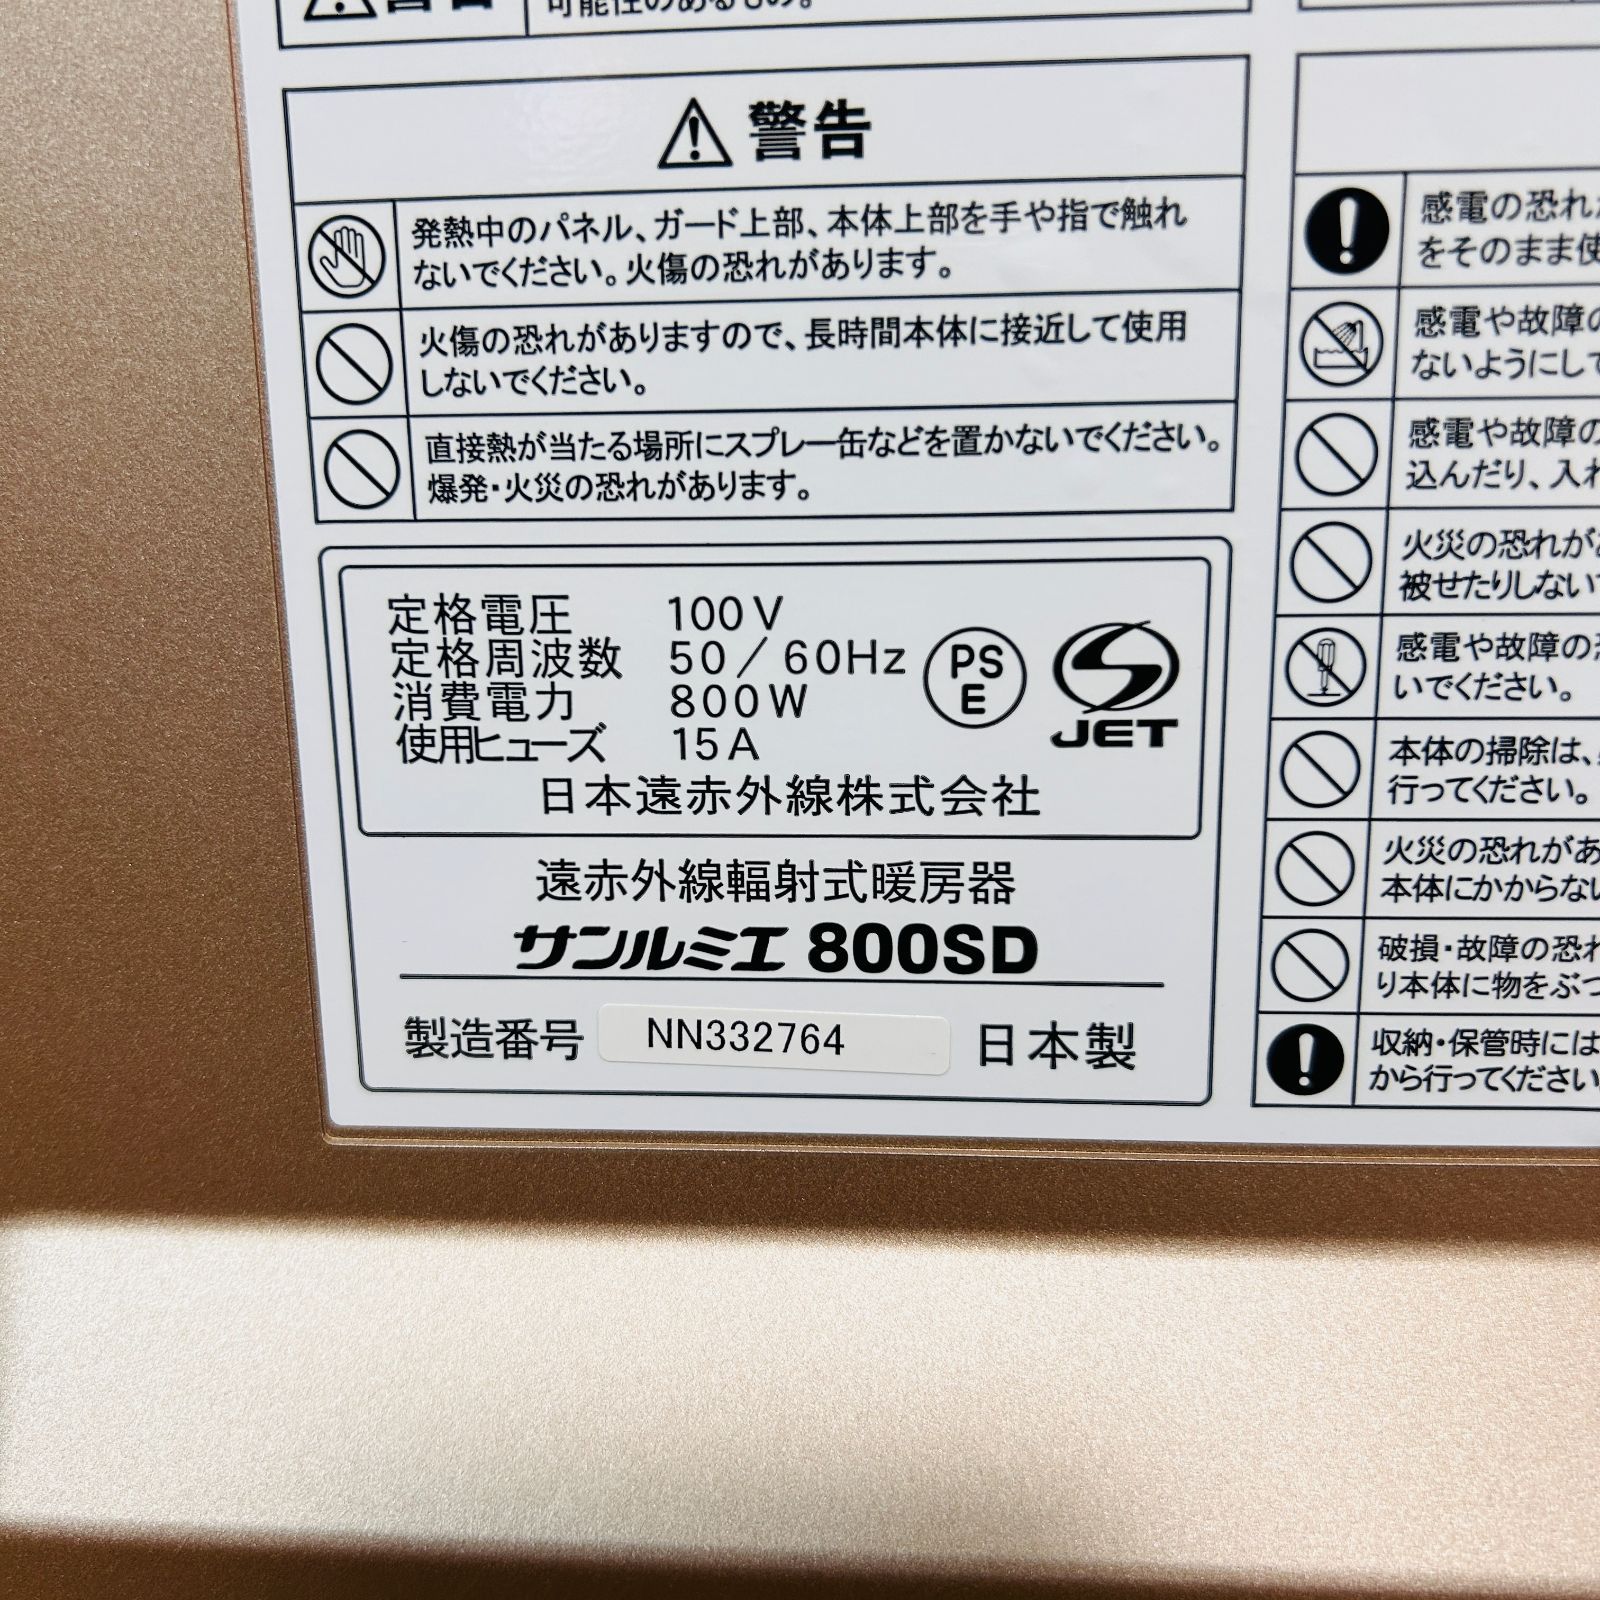 警告
可能性のあるもの。
警告
発熱中のパネル、ガード上部、本体上部を手や指で触れ
ないでください。火傷の恐れがあります。
火傷の恐れがありますので、長時間本体に接近して使用
しないでください。
直接熱が当たる場所にスプレー缶などを置かないでください。
爆発・火災の恐れがあります。
定格電圧 100V
定格周波数 50/60Hz
消費電力 800W
使用ヒューズ 15A
PS
E
JET
日本遠赤外線株式会社
遠赤外線輻射式暖房器
サンルミエ 800SD
製造番号 NN332764 日本製
感電の恐れ
をそのまま使
感電や故障の
ないようにして
感電や故障の
込んだり、入れ
火災の恐れが
被せたりしない
感電や故障の
いでください。
本体の掃除は、
行ってください。
火災の恐れがあ
本体にかからない
破損・故障の恐れ
り本体に物をぶつ
収納・保管時には
から行ってください